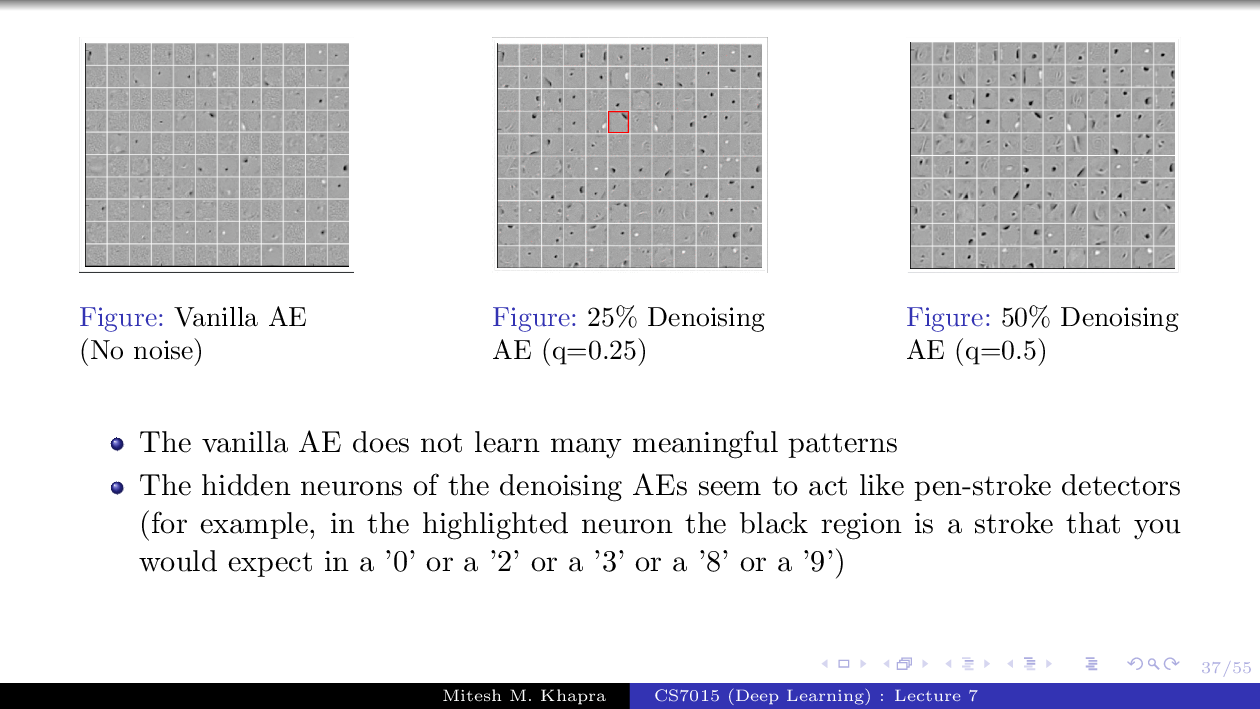 Figure: Vanilla AE
(No noise)
Figure: 25% Denoising
AE (q=0.25)
Figure: 50% Denoising
AE (q=0.5)
The vanilla AE does not learn many meaningful patterns
The hidden neurons of the denoising AEs seem to act like pen-stroke detectors
(for example, in the highlighted neuron the black region is a stroke that you
would expect in a ’0’ or a ’2’ or a ’3’ or a ’8’ or a ’9’)
37/55
Mitesh M. Khapra
CS7015 (Deep Learning) : Lecture 7